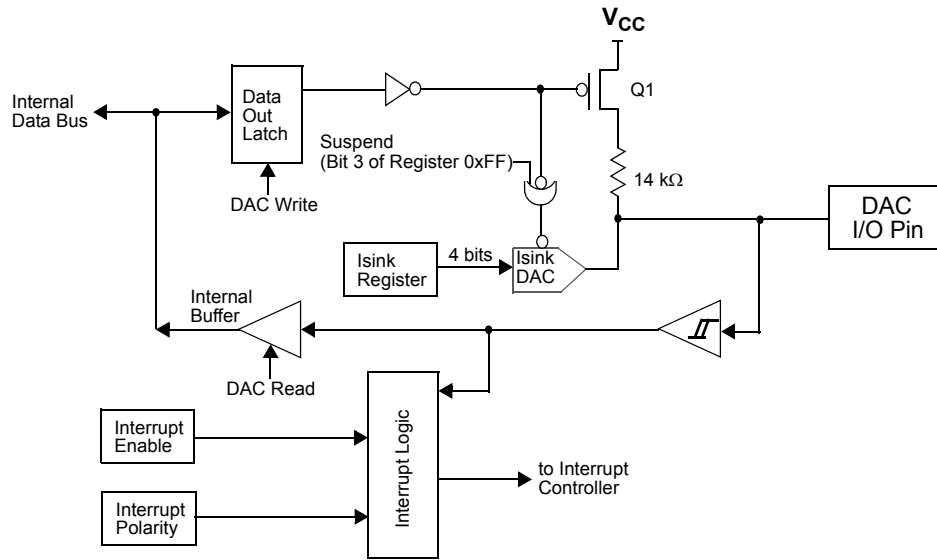 VCC
Internal
Data Bus
Data
Out
Latch
Q1
Suspend
(Bit 3 of Register 0xFF)
14 kΩ
DAC Write
DAC
I/O Pin
Isink
Register
4 bits
Isink
DAC
Internal
Buffer
DAC Read
Interrupt
Enable
Interrupt Logic
to Interrupt
Controller
Interrupt
Polarity